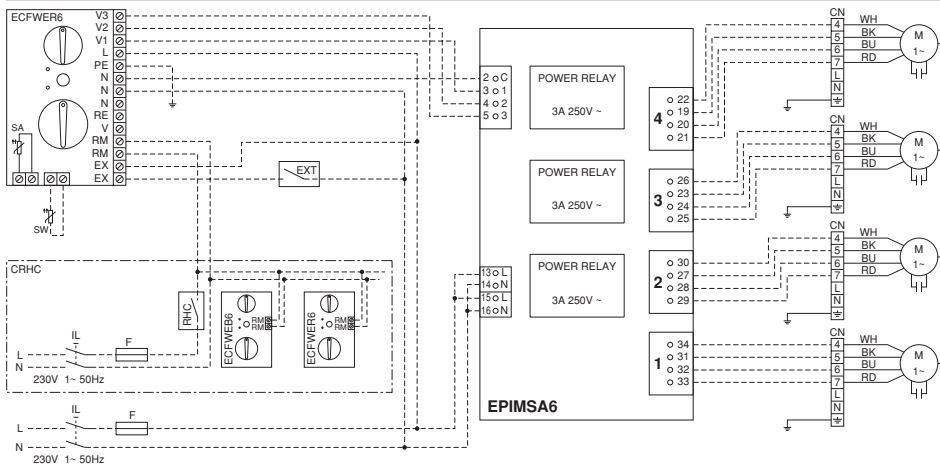 ECFWER6
V3
V2
V1
L
PE
N
N
N
RE
V
RM
RM
EX
EX
SA
SW
EXT
CRHC
RHC
IL
F
L
N
230V 1~ 50Hz
ECFWEB6
RM
RM
ECFWER6
RM
RM
IL
F
L
N
230V 1~ 50Hz
2 C
3 1
4 2
5 3
13 L
14 N
15 L
16 N
POWER RELAY
3A 250V ~
POWER RELAY
3A 250V ~
POWER RELAY
3A 250V ~
EPIMSA6
4
22
19
20
21
3
26
23
24
25
2
30
27
28
29
1
34
31
32
33
CN
4 WH
5 BK
6 BU
7 RD
L
N
M
1~
CN
4 WH
5 BK
6 BU
7 RD
L
N
M
1~
CN
4 WH
5 BK
6 BU
7 RD
L
N
M
1~
CN
4 WH
5 BK
6 BU
7 RD
L
N
M
1~